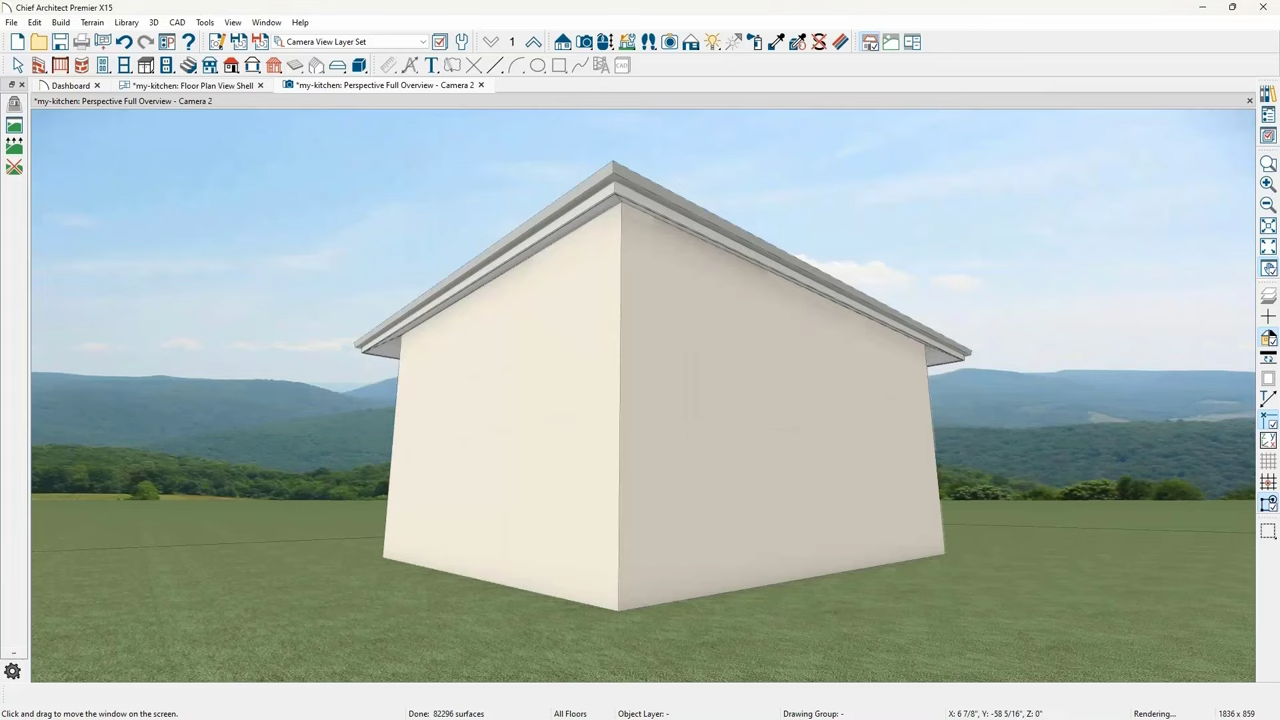 Chief Architect Premier X15
File Edit Build Terrain Library 3D CAD Tools View Window Help
Camera View Layer Set
1
Dashboard
*my-kitchen: Floor Plan View Shell
*my-kitchen: Perspective Full Overview - Camera 2
*my-kitchen: Perspective Full Overview - Camera 2
Click and drag to move the window on the screen.
Done: 82296 surfaces
All Floors
Object Layer: -
Drawing Group: -
X: 6 7/8", Y: -58 5/16", Z: 0"
Rendering...
1836 x 859